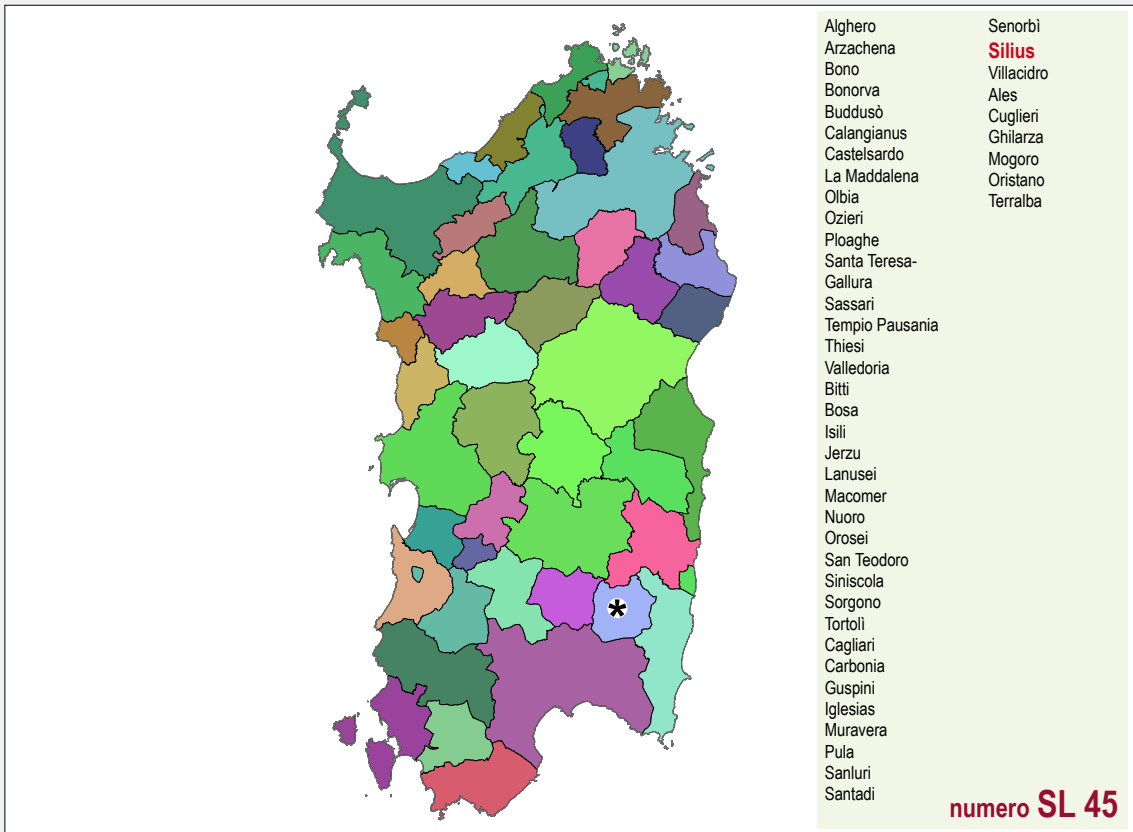 Alghero
Arzachena
Bono
Bonorva
Buddusò
Calangianus
Castelsardo
La Maddalena
Olbia
Ozieri
Ploaghe
Santa Teresa-
Gallura
Sassari
Tempio Pausania
Thiesi
Valledoria
Bitti
Bosa
Isili
Jerzu
Lanusei
Macomer
Nuoro
Orosei
San Teodoro
Siniscola
Sorgono
Tortolì
Cagliari
Carbonia
Guspini
Iglesias
Muravera
Pula
Sanluri
Santadi
Senorbì
Silius
Villacidro
Ales
Cuglieri
Ghilarza
Mogoro
Oristano
Terralba
*
numero SL 45